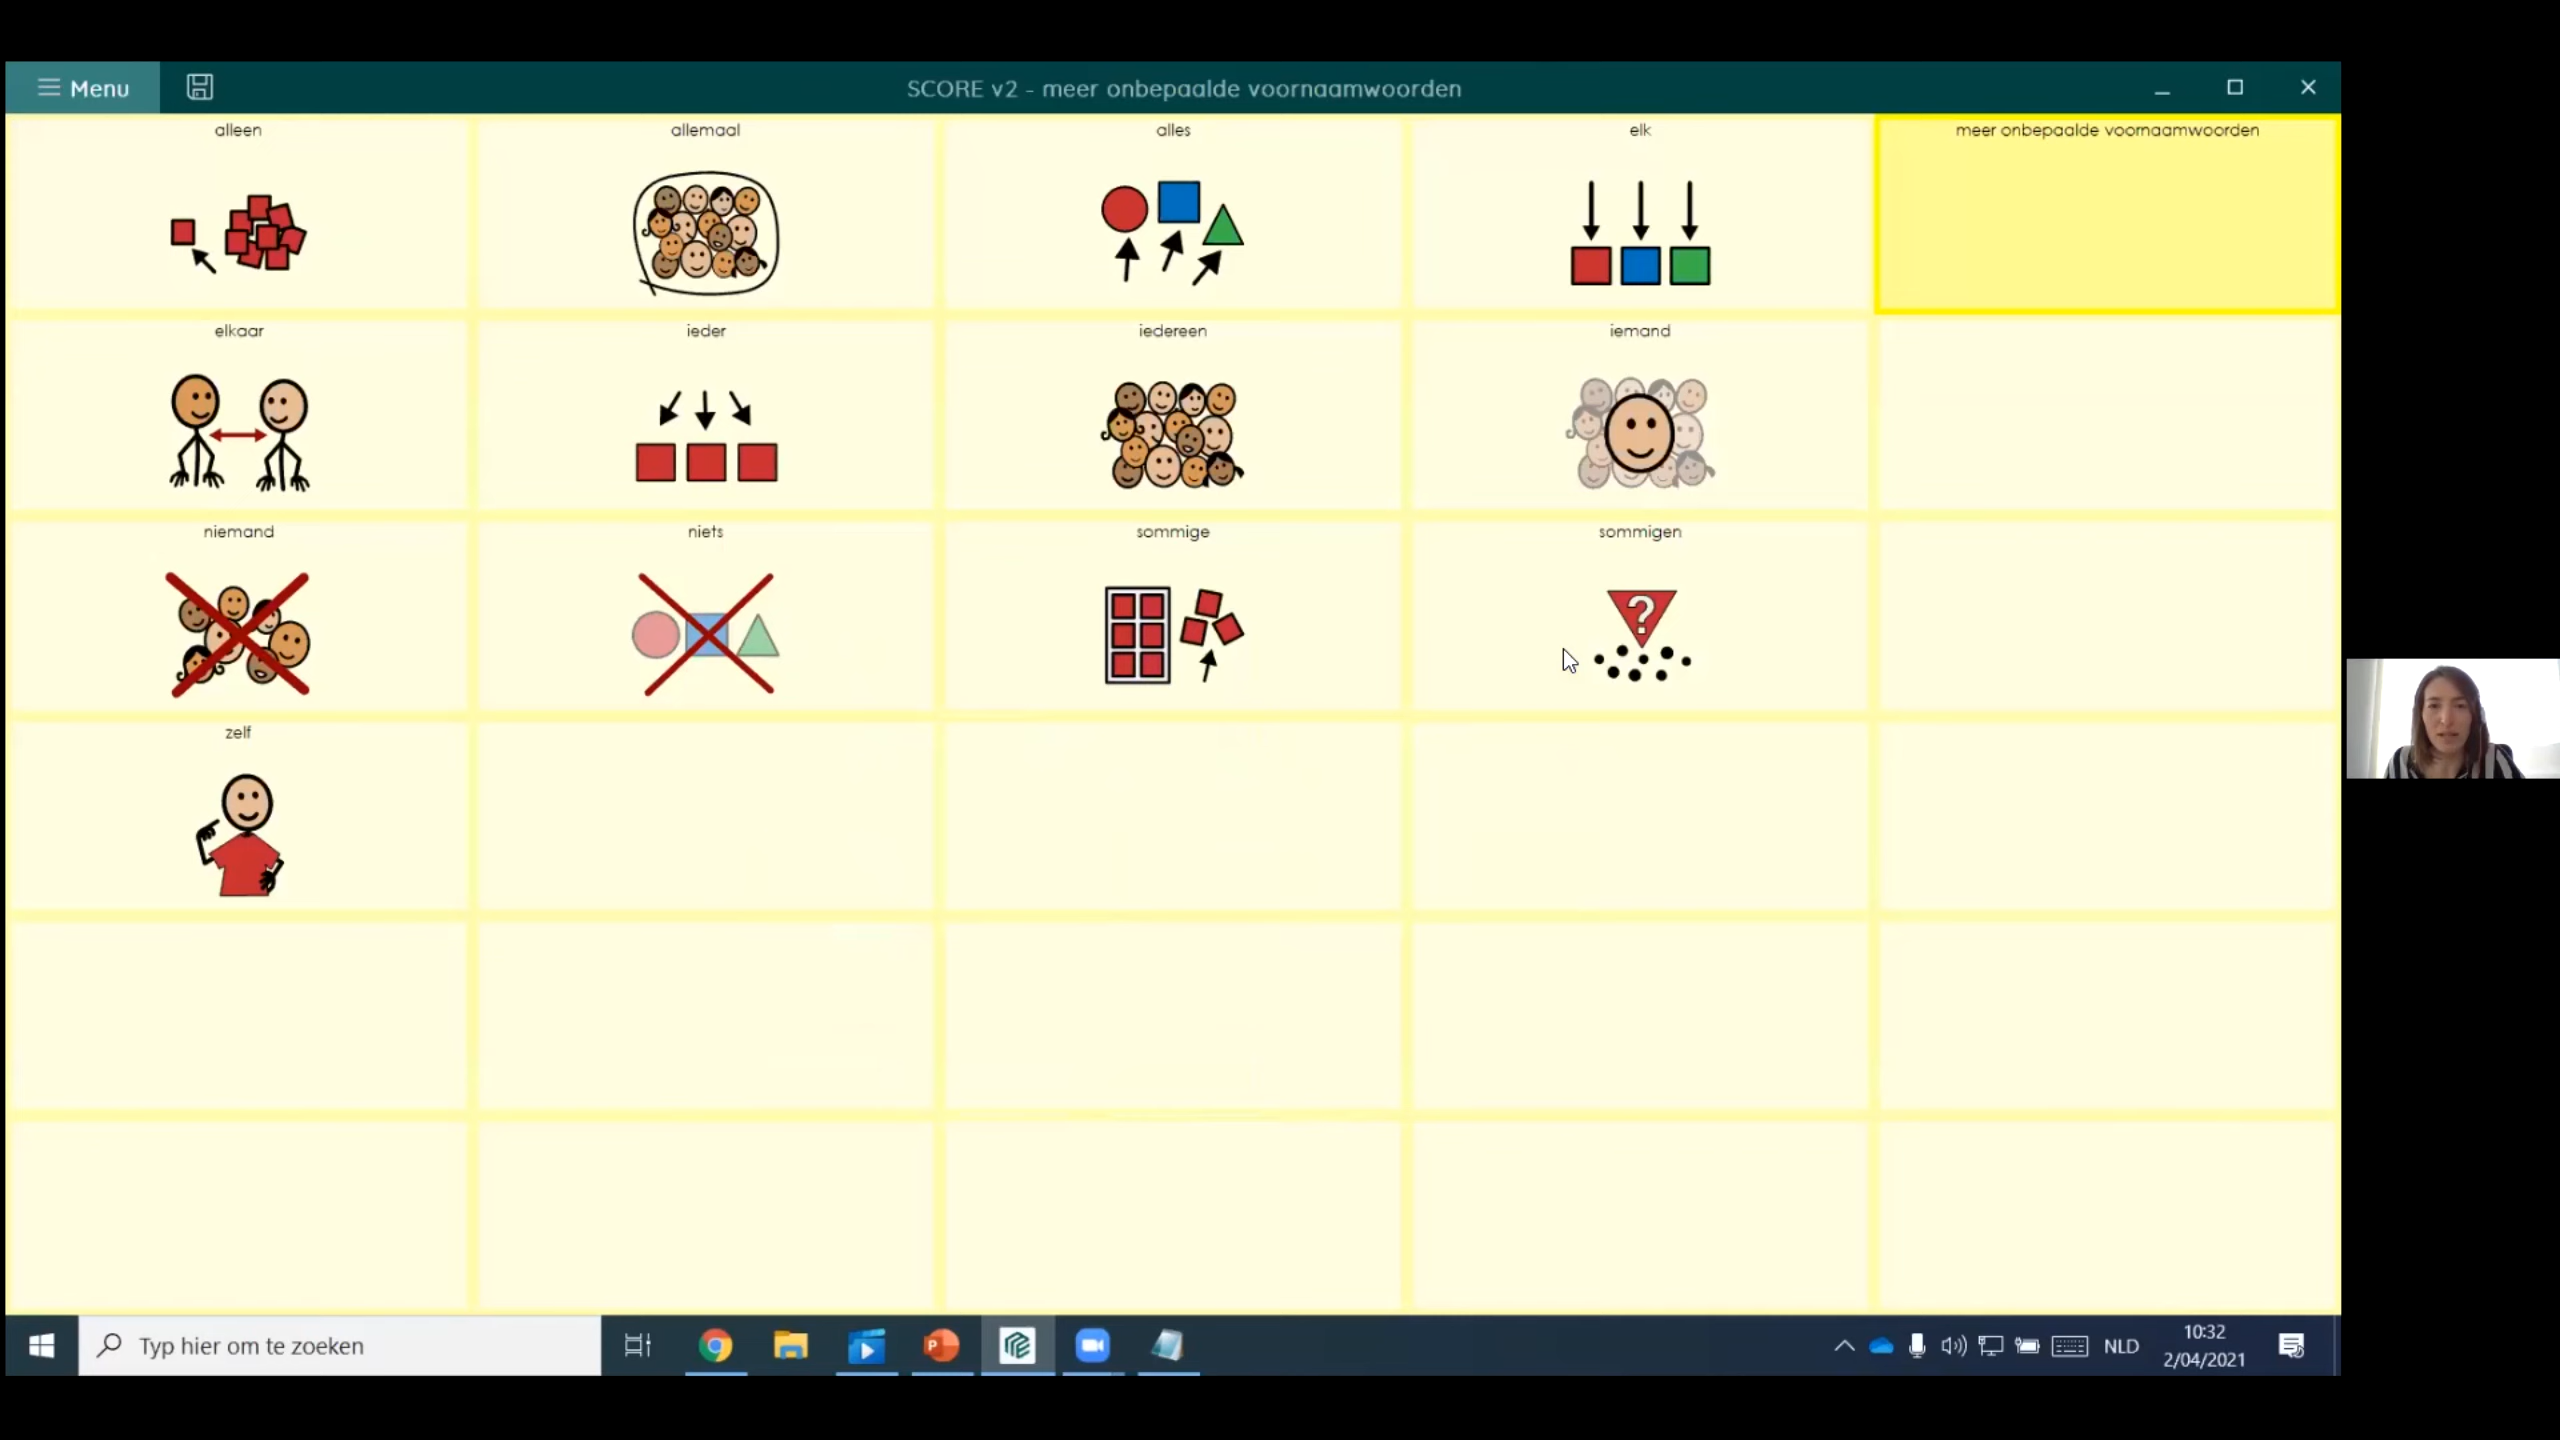 Menu
SCORE v2 - meer onbepaalde voornaamwoorden
alleen
allemaal
alles
elk
meer onbepaalde voornaamwoorden
elkaar
ieder
iedereen
iemand
niemand
niets
sommige
sommigen
?
zelf
Typ hier om te zoeken
P
NLD
10:32
2/04/2021